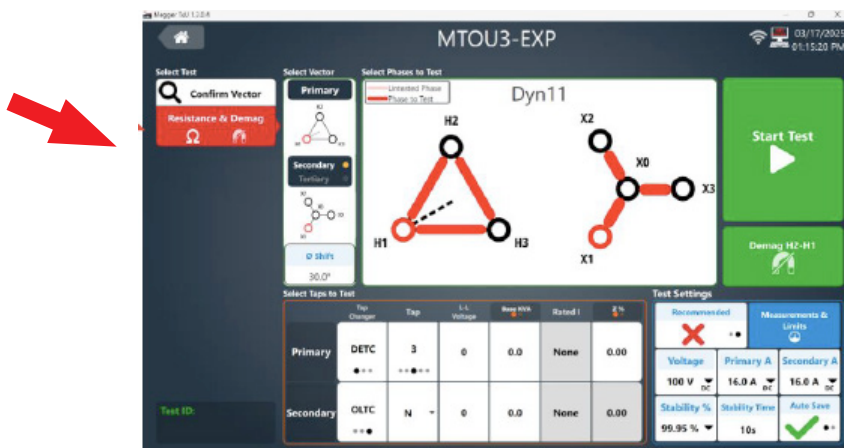 Megger TdU 1.2.0.4
MTOU3-EXP
03/17/2025
01:15:20 PM
Select Test
Select Vector
Select Phases to Test
Confirm Vector
Resistance & Demag
Ω
Primary
Secondary
Tertiary
Ø Shift
30.0°
Untested Phase
Phase to Test
Dyn11
H2
H1
H3
X2
X0
X3
X1
Start Test
Demag H2-H1
Select Taps to Test
Tap Changer
Tap
L-L Voltage
Base KVA
Rated I
Z %
Primary
DETC
3
0
0.0
None
0.00
Secondary
OLTC
N
0
0.0
None
0.00
Test Settings
Recommended
Measurements &
Limits
Voltage
Primary A
Secondary A
100 V
DC
16.0 A
DC
16.0 A
DC
Stability %
Stability Time
Auto Save
99.95 %
10s
Test ID: